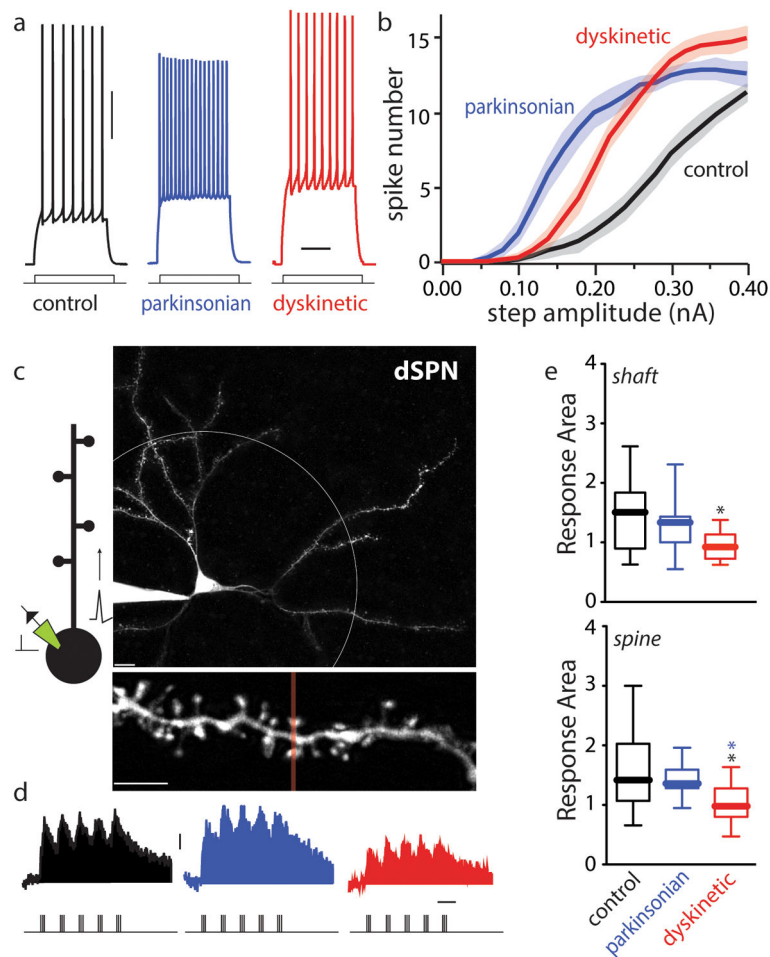 a
control
parkinsonian
dyskinetic
b
spike number
15
10
5
0
dyskinetic
parkinsonian
control
0.00
0.10
0.20
0.30
0.40
step amplitude (nA)
c
dSPN
d
e
shaft
Response Area
4
3
2
1
0
*
spine
Response Area
4
3
2
1
0
*
*
control
parkinsonian
dyskinetic